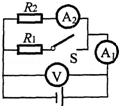 R₂ A₂
R₁
S A₁
V